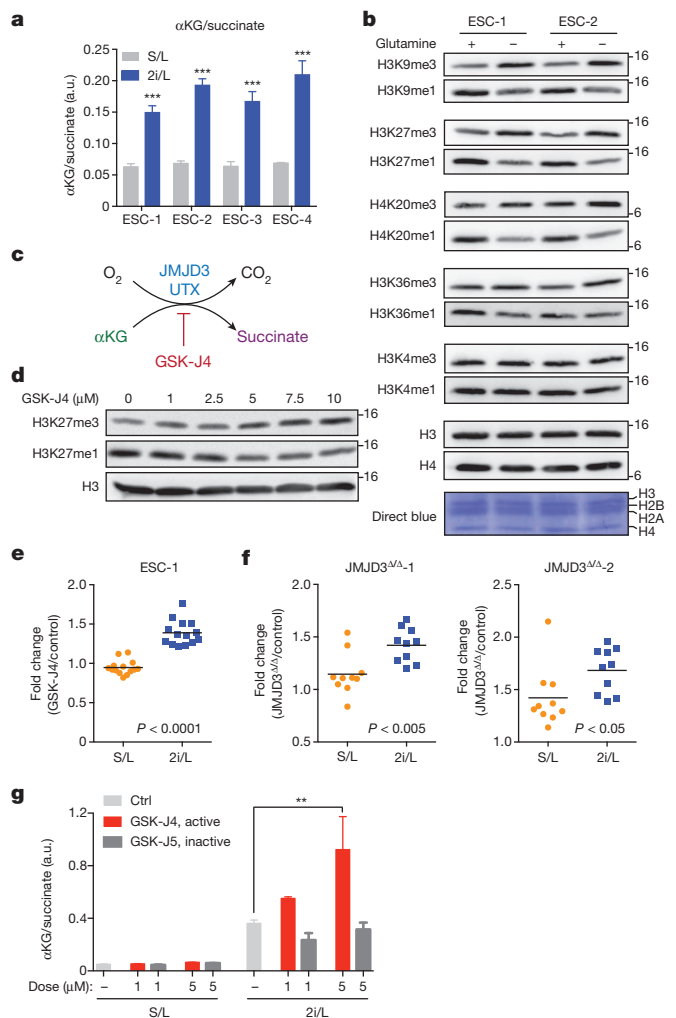 a
αKG/succinate
S/L
2i/L
αKG/succinate (a.u.)
0.25
0.20
0.15
0.10
0.05
0
***
***
***
***
ESC-1 ESC-2 ESC-3 ESC-4
b
ESC-1 ESC-2
Glutamine + − + −
H3K9me3 16
H3K9me1
H3K27me3 16
H3K27me1
H4K20me3
6
H4K20me1
H3K36me3 16
H3K36me1
H3K4me3 16
H3K4me1
H3 16
H4
6
Direct blue
H3
H2B
H2A
H4
c
O2 JMJD3 CO2
UTX
αKG Succinate
GSK-J4
d
GSK-J4 (μM) 0 1 2.5 5 7.5 10
H3K27me3 16
H3K27me1 16
H3 16
e
ESC-1
Fold change
(GSK-J4/control)
2.0
1.5
1.0
0.5
0
P < 0.0001
S/L 2i/L
f
JMJD3Δ/Δ-1
Fold change
(JMJD3Δ/Δ/control)
2.0
1.5
1.0
0.5
P < 0.005
S/L 2i/L
JMJD3Δ/Δ-2
Fold change
(JMJD3Δ/Δ/control)
2.5
2.0
1.5
1.0
P < 0.05
S/L 2i/L
g
Ctrl
GSK-J4, active
GSK-J5, inactive
**
αKG/succinate (a.u.)
1.2
0.8
0.4
0
Dose (μM): − 1 1 5 5 − 1 1 5 5
S/L 2i/L